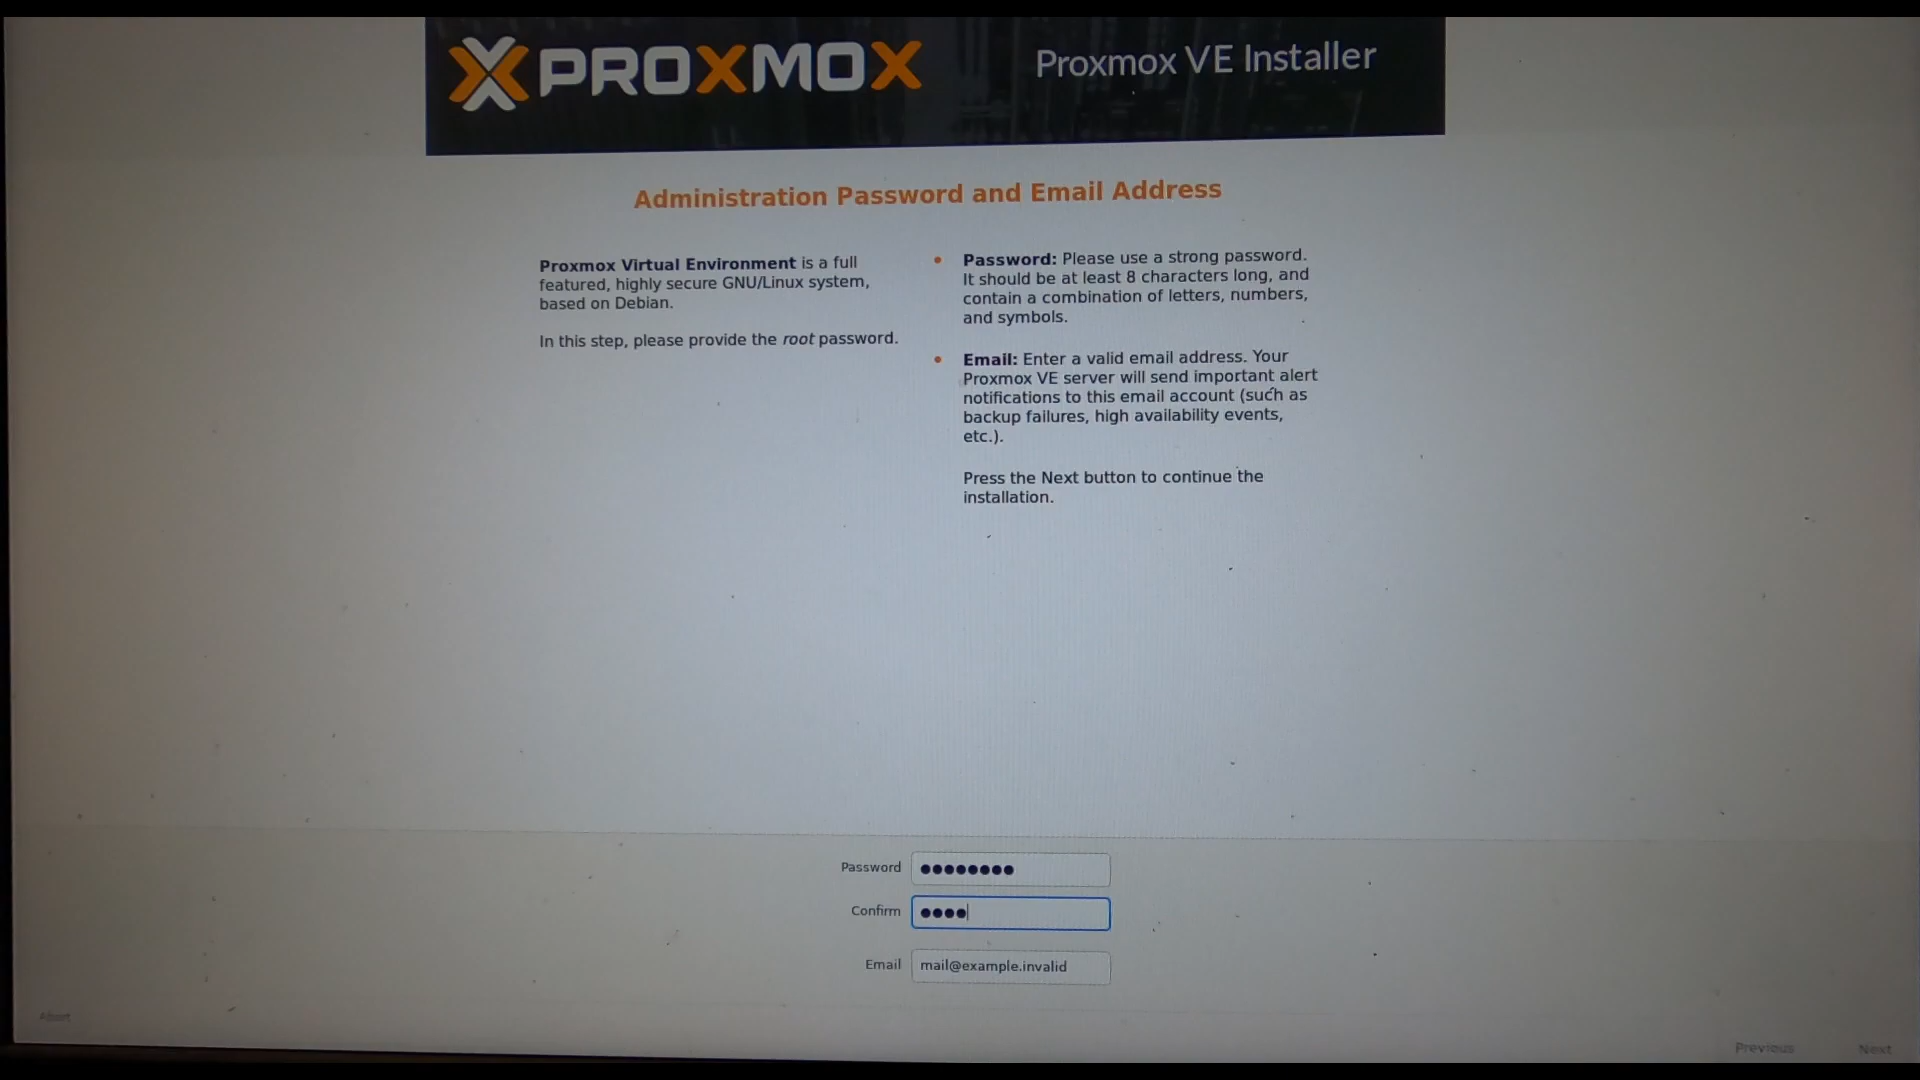 PROXMOX
Proxmox VE Installer
Administration Password and Email Address
Proxmox Virtual Environment is a full
featured, highly secure GNU/Linux system,
based on Debian.
In this step, please provide the root password.
• Password: Please use a strong password.
It should be at least 8 characters long, and
contain a combination of letters, numbers,
and symbols.
• Email: Enter a valid email address. Your
Proxmox VE server will send important alert
notifications to this email account (such as
backup failures, high availability events,
etc.).
Press the Next button to continue the
installation.
Password ●●●●●●●●
Confirm ●●●●
Email mail@example.invalid
Abort
Previous Next